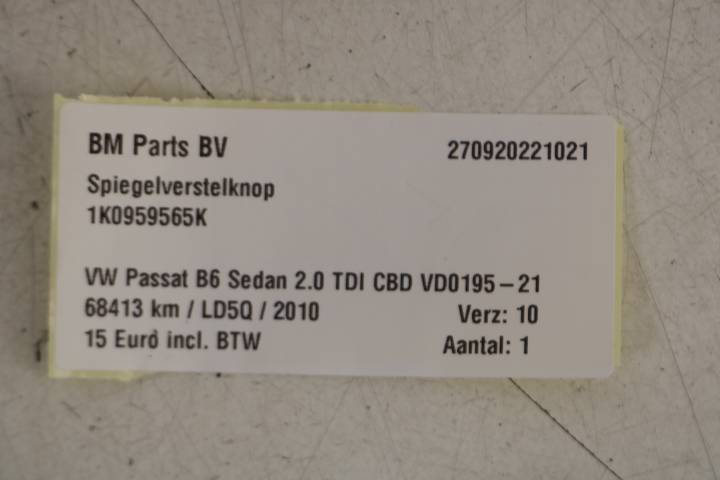 BM Parts BV 270920221021
Spiegelverstelknop
1K0959565K
VW Passat B6 Sedan 2.0 TDI CBD VD0195-21
68413 km / LD5Q / 2010 Verz: 10
15 Euro incl. BTW Aantal: 1